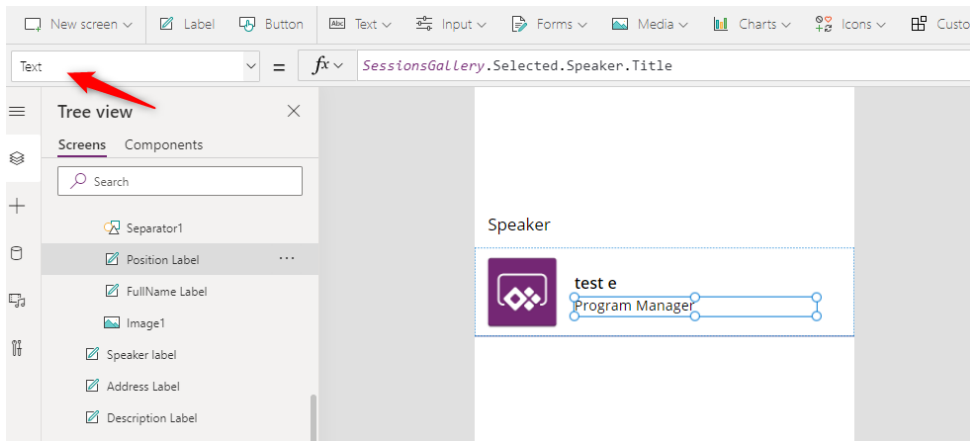 New screen Label Button Abc Text Input Forms Media Charts Icons Custo
Text = fx SessionsGallery.Selected.Speaker.Title
Tree view
Screens Components
Search
Separator1
Position Label ...
FullName Label
Image1
Speaker label
Address Label
Description Label
Speaker
test e
Program Manager